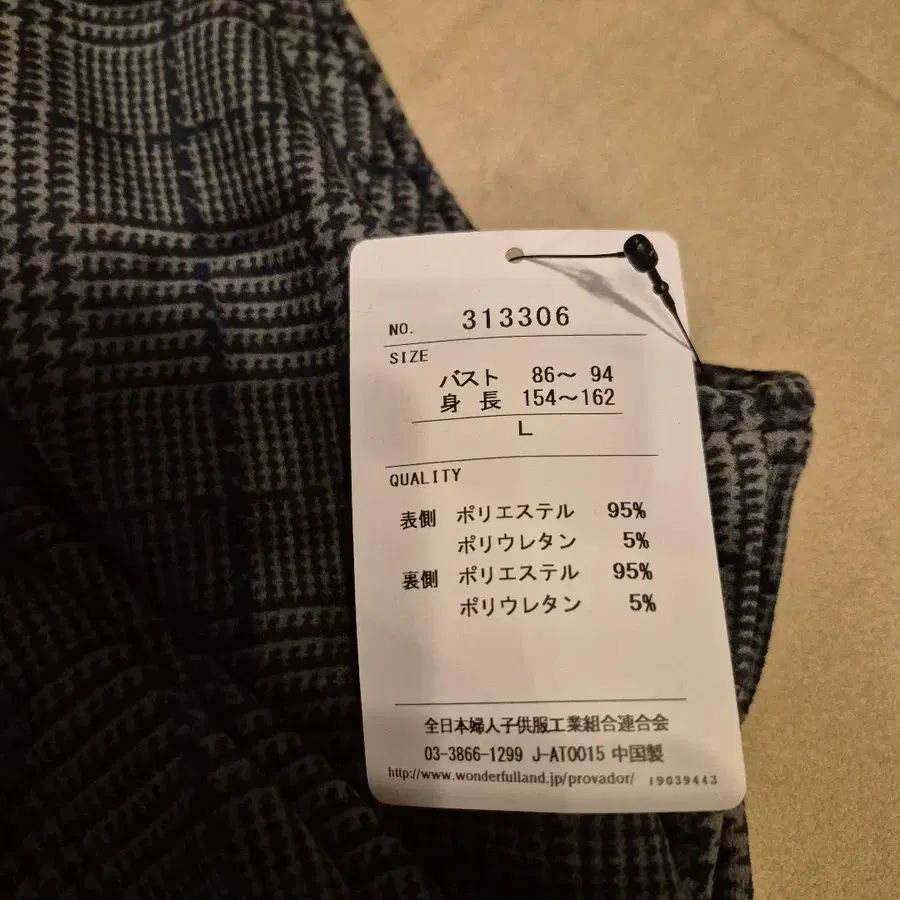 NO. 313306
SIZE
バスト 86～ 94
身 長 154～162
L
QUALITY
表側 ポリエステル 95%
ポリウレタン 5%
裏側 ポリエステル 95%
ポリウレタン 5%
全日本婦人子供服工業組合連合会
03-3866-1299 J-AT0015 中国製
http://www.wonderfulland.jp/provador/ 19039443